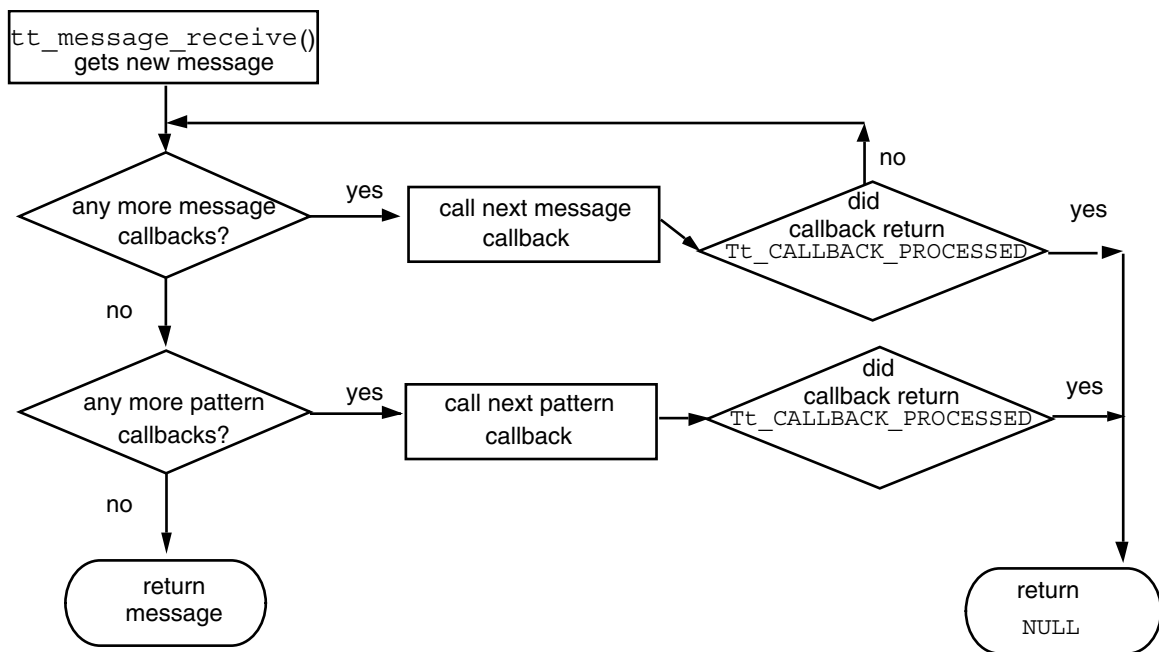 tt_message_receive()
gets new message
no
any more message
callbacks?
yes
call next message
callback
did
callback return
Tt_CALLBACK_PROCESSED
yes
no
any more pattern
callbacks?
yes
call next pattern
callback
did
callback return
Tt_CALLBACK_PROCESSED
yes
no
return
message
return
NULL